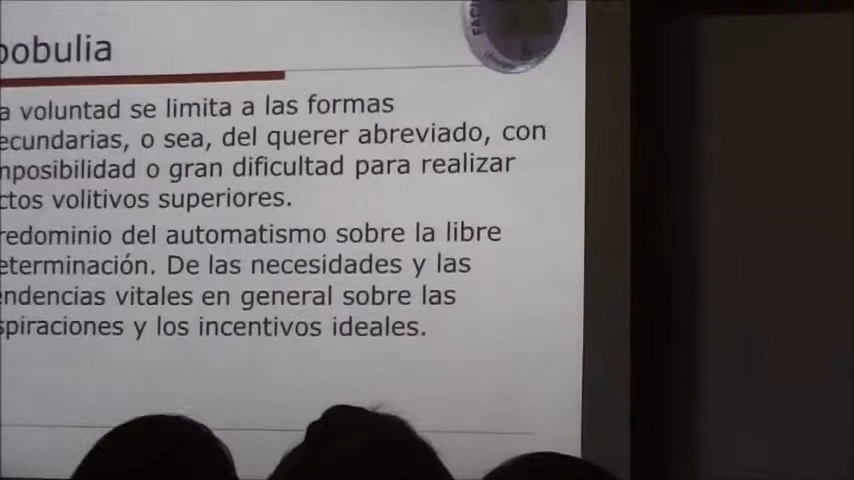 pobulia
a voluntad se limita a las formas
ecundarias, o sea, del querer abreviado, con
mposibilidad o gran dificultad para realizar
ctos volitivos superiores.
redominio del automatismo sobre la libre
eterminación. De las necesidades y las
endencias vitales en general sobre las
spiraciones y los incentivos ideales.